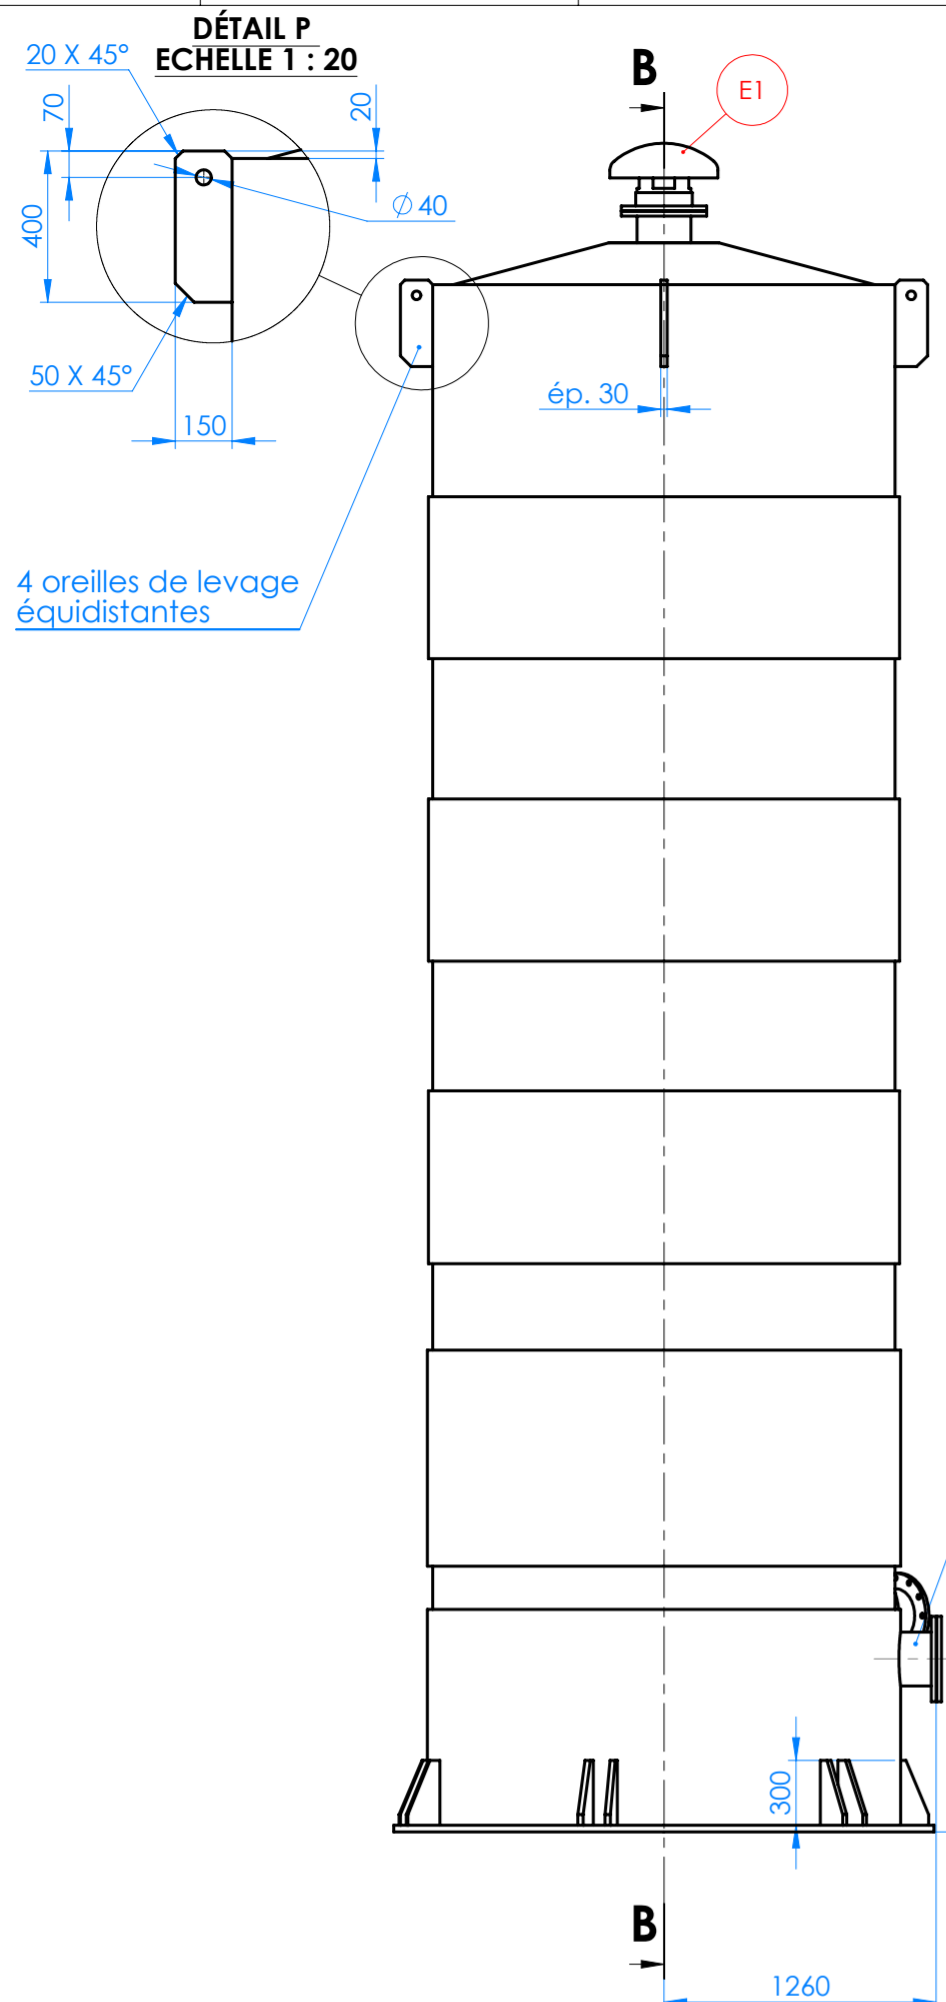 DÉTAIL P
ECHELLE 1 : 20
20 X 45°
70
20
400
Ø 40
50 X 45°
150
B
E1
ép. 30
4 oreilles de levage
équidistantes
300
B
1260